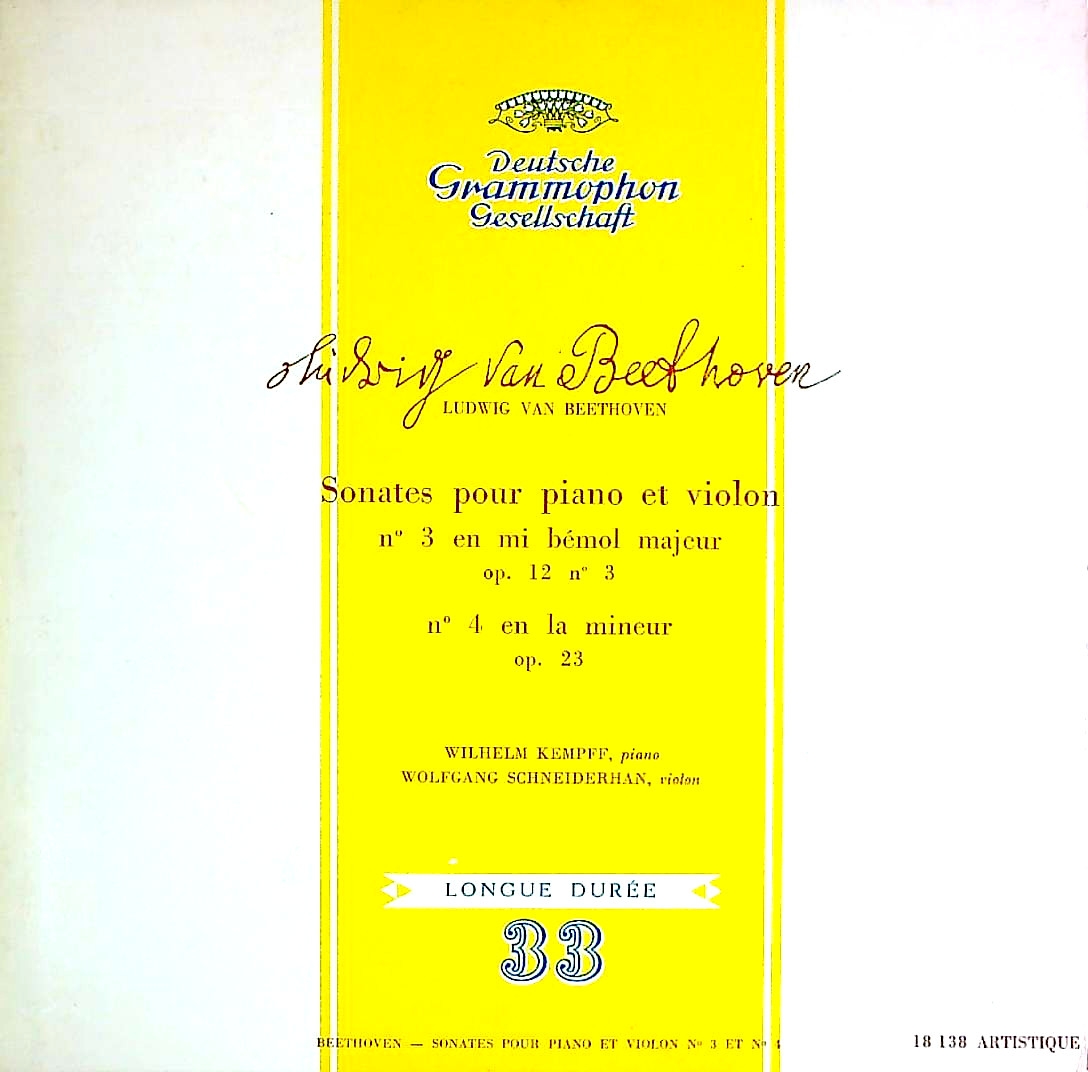 Deutsche
Grammophon
Gesellschaft
Ludwig Van Beethoven
LUDWIG VAN BEETHOVEN
Sonates pour piano et violon
nº 3 en mi bémol majeur
op. 12 nº 3
nº 4 en la mineur
op. 23
WILHELM KEMPFF, piano
WOLFGANG SCHNEIDERHAN, violon
LONGUE DURÉE
33
BEETHOVEN — SONATES POUR PIANO ET VIOLON Nº 3 ET Nº 4
18 138 ARTISTIQUE